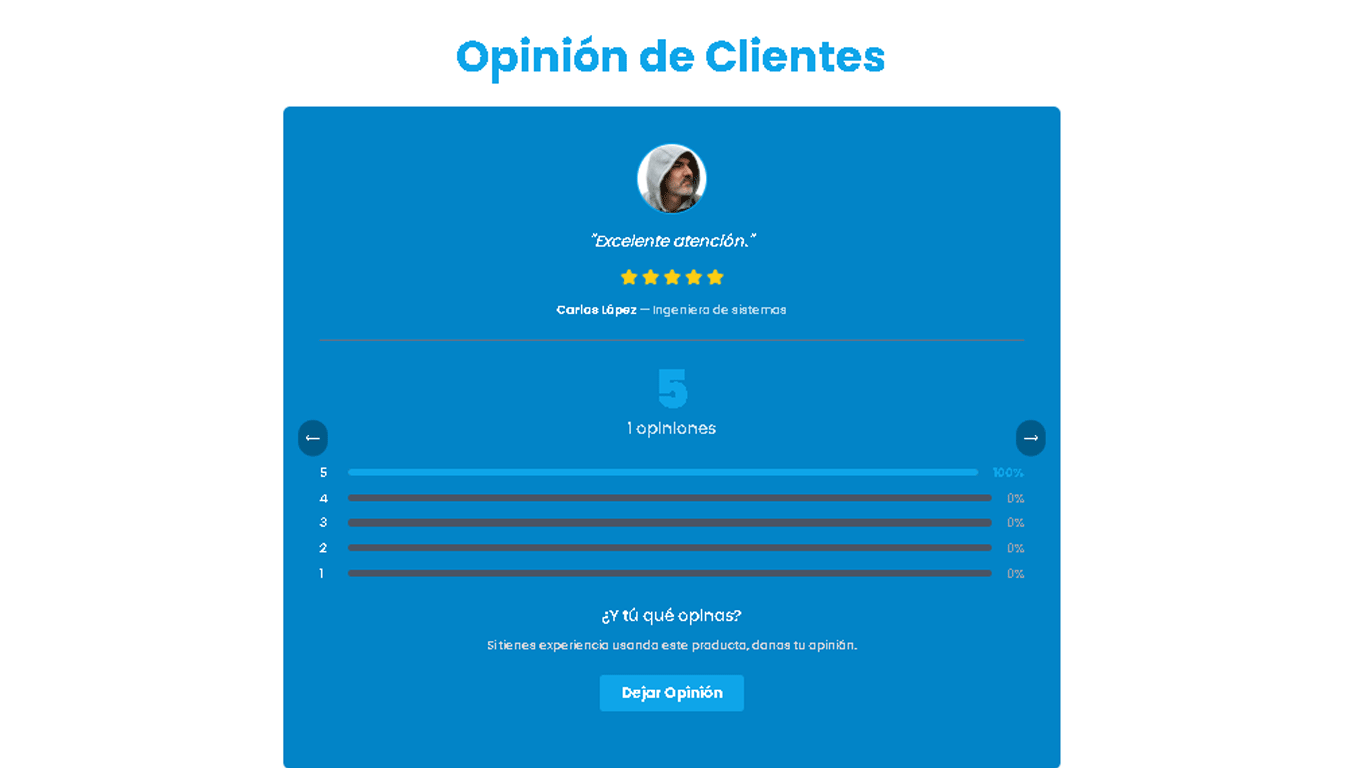 Opinión de Clientes
"Excelente atención."
Carlos López — Ingeniero de sistemas
5
1 opiniones
←
→
5 100%
4 0%
3 0%
2 0%
1 0%
¿Y tú qué opinas?
Si tienes experiencia usando este producto, danos tu opinión.
Dejar Opinión